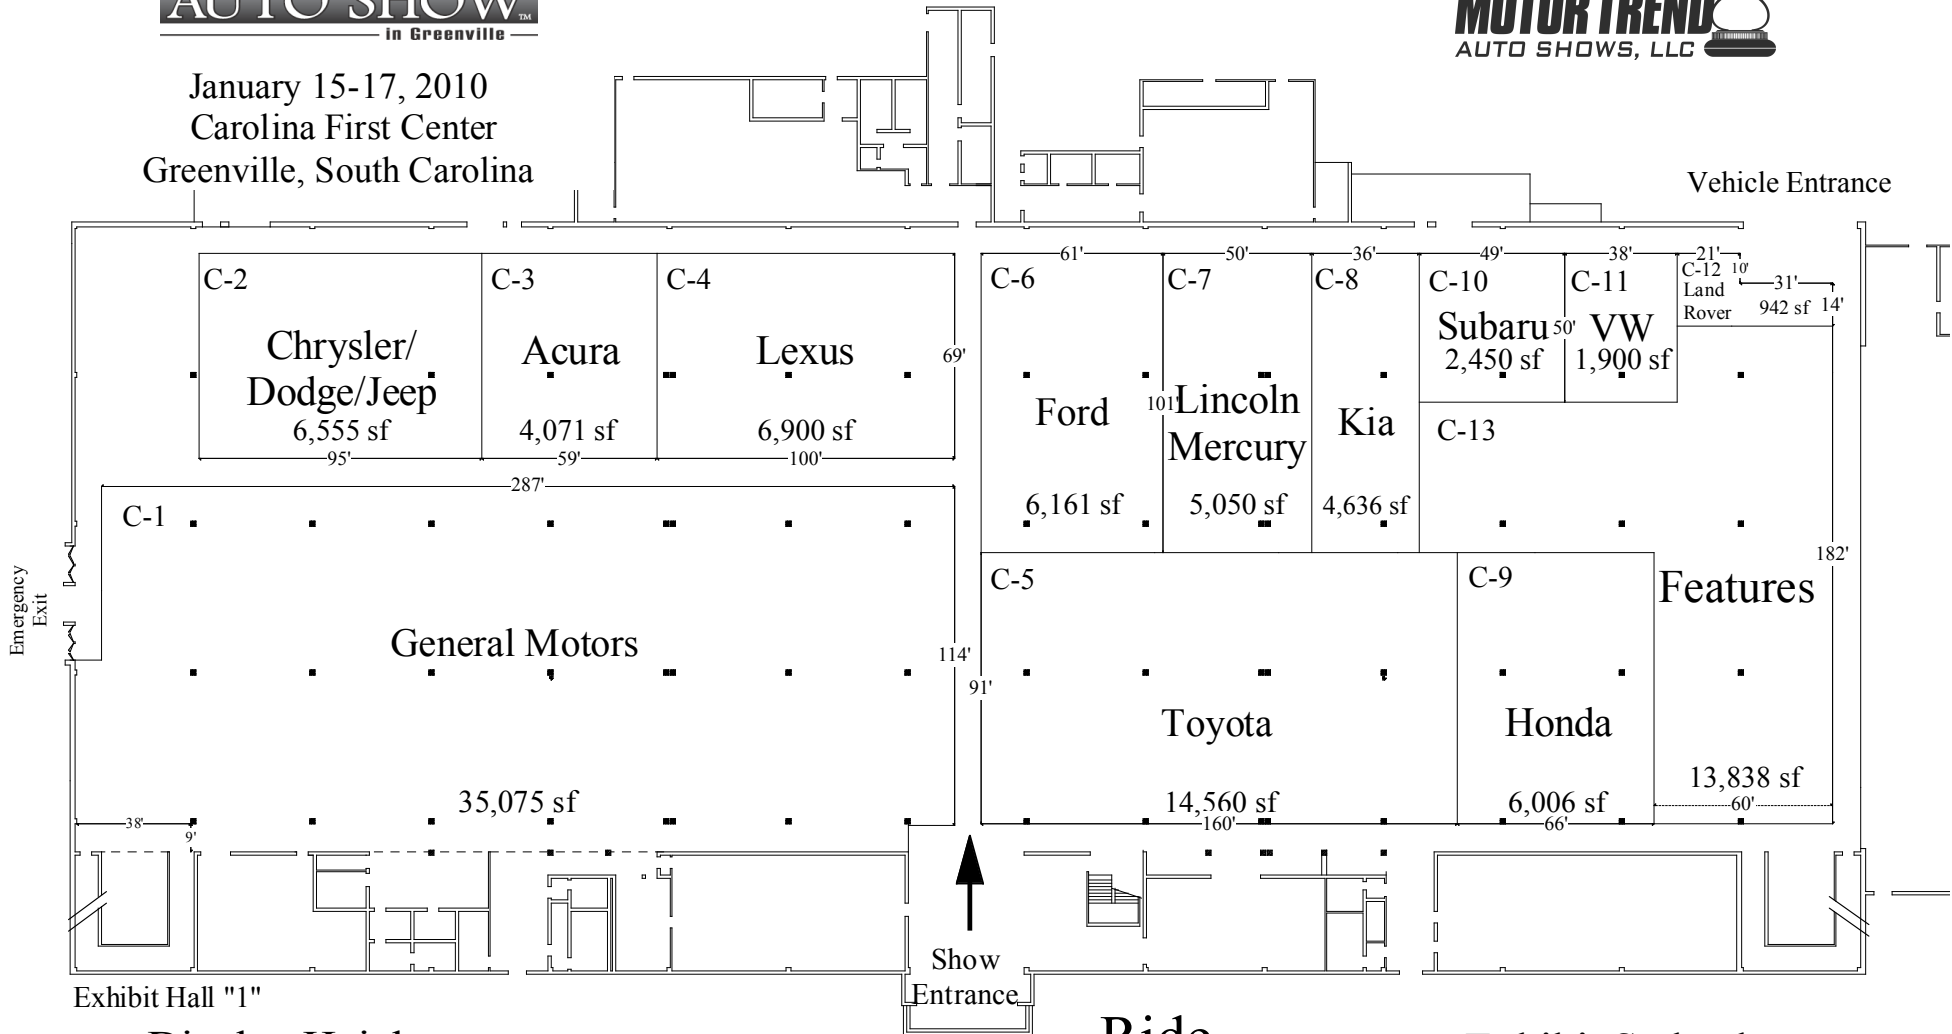 AUTO SHOW™
in Greenville
MOTOR TREND
AUTO SHOWS, LLC
January 15-17, 2010
Carolina First Center
Greenville, South Carolina
Vehicle Entrance
C-2
Chrysler/
Dodge/Jeep
6,555 sf
95'
C-3
Acura
4,071 sf
59'
C-4
Lexus
6,900 sf
100'
69'
61'
C-6
Ford
6,161 sf
101'
50'
C-7
Lincoln
Mercury
5,050 sf
36'
C-8
Kia
4,636 sf
49'
C-10
Subaru
2,450 sf
50'
38'
C-11
VW
1,900 sf
21'
C-12
Land
Rover
10'
31'
942 sf
14'
C-13
Features
182'
13,838 sf
60'
287'
C-1
General Motors
35,075 sf
114'
38'
9'
Emergency
Exit
91'
C-5
Toyota
14,560 sf
160'
C-9
Honda
6,006 sf
66'
Show
Entrance
Exhibit Hall "1"
Ride